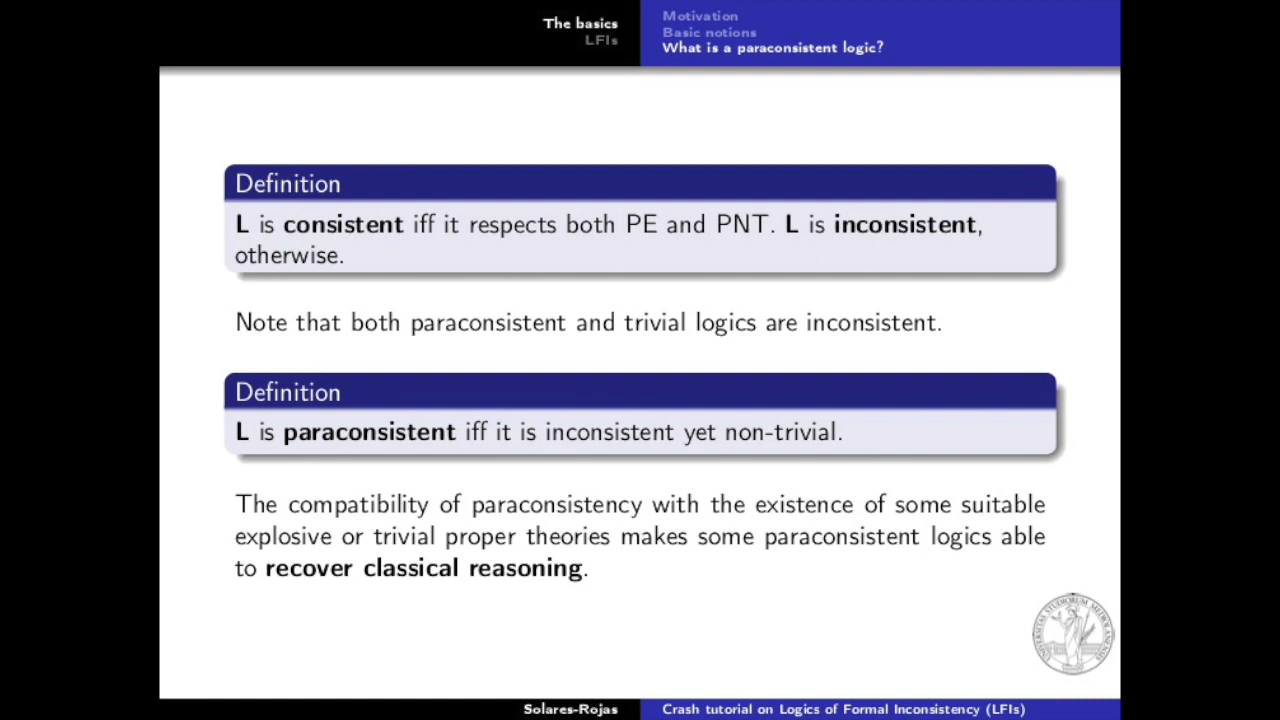 The basics
LFIs
Motivation
Basic notions
What is a paraconsistent logic?
Definition
L is consistent iff it respects both PE and PNT. L is inconsistent,
otherwise.
Note that both paraconsistent and trivial logics are inconsistent.
Definition
L is paraconsistent iff it is inconsistent yet non-trivial.
The compatibility of paraconsistency with the existence of some suitable
explosive or trivial proper theories makes some paraconsistent logics able
to recover classical reasoning.
UNIVERSITAS STUDIORUM MEDIOLANENSIS
Solares-Rojas
Crash tutorial on Logics of Formal Inconsistency (LFIs)